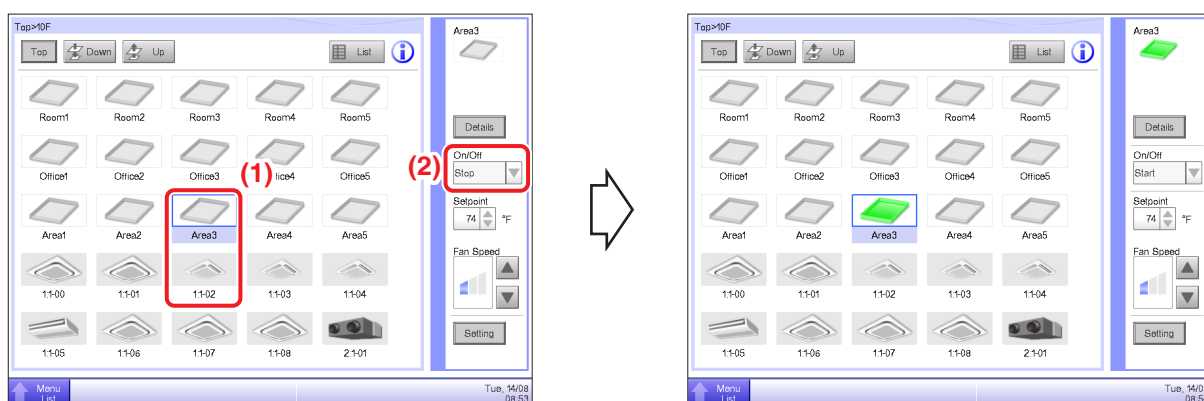 Top>10F
Top Down Up List
Room1 Room2 Room3 Room4 Room5
Office1 Office2 Office3 ice4 Office5
(1)
Area1 Area2 Area3 Area4 Area5
1:1-00 1:1-01 1:1-02 1:1-03 1:1-04
1:1-05 1:1-06 1:1-07 1:1-08 2:1-01
Area3
Details
(2)
On/Off
Stop
Setpoint
74 °F
Fan Speed
Setting
Menu
List
Tue, 14/08
08:53
Top>10F
Top Down Up List
Room1 Room2 Room3 Room4 Room5
Office1 Office2 Office3 Office4 Office5
Area1 Area2 Area3 Area4 Area5
1:1-00 1:1-01 1:1-02 1:1-03 1:1-04
1:1-05 1:1-06 1:1-07 1:1-08 2:1-01
Area3
Details
On/Off
Start
Setpoint
74 °F
Fan Speed
Setting
Menu
List
Tue, 14/0
08:5